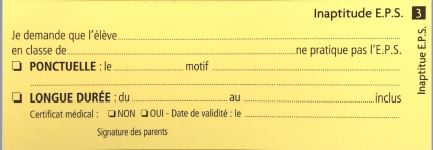 Inaptitude E.P.S. 3
Je demande que l'élève
en classe de ne pratique pas l'E.P.S.
❑ PONCTUELLE : le motif
❑ LONGUE DURÉE : du au inclus
Certificat médical : ❑ NON ❑ OUI - Date de validité : le
Signature des parents
Inaptitue E.P.S.